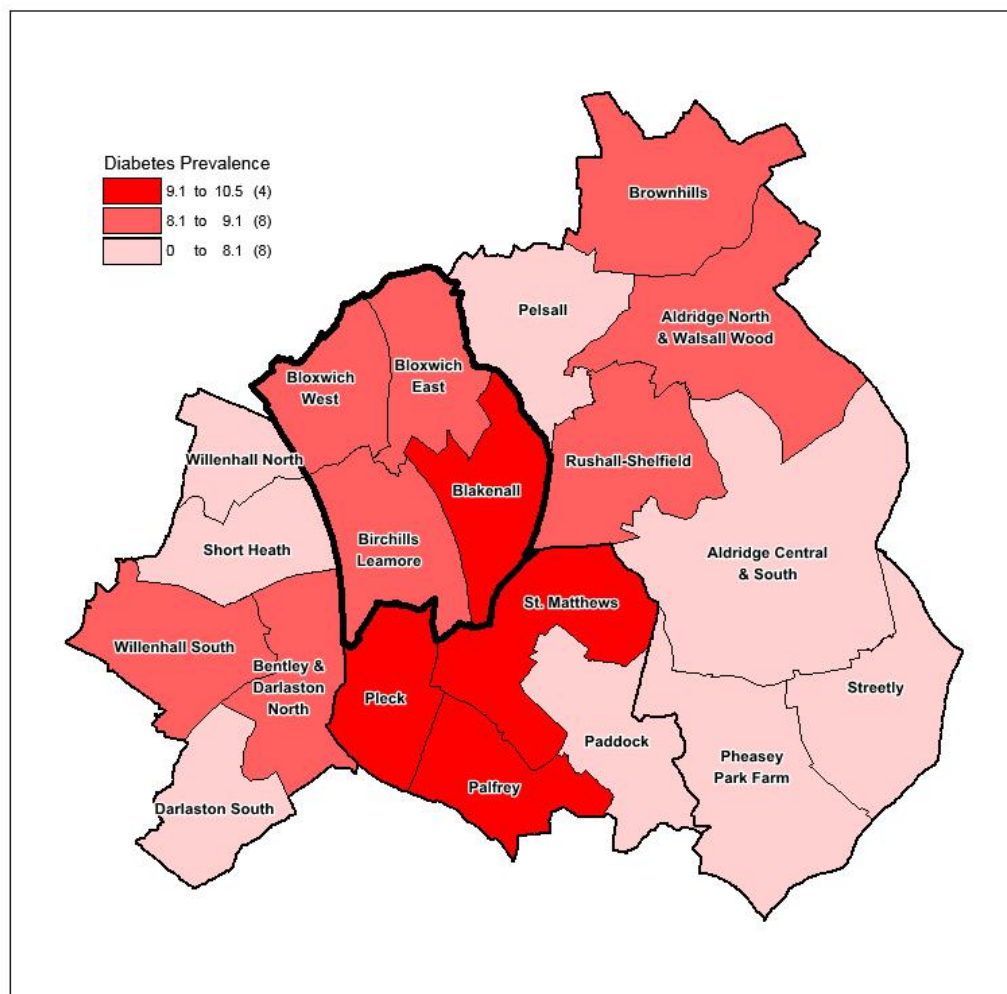 Diabetes Prevalence
9.1 to 10.5 (4)
8.1 to 9.1 (8)
0 to 8.1 (8)
Brownhills
Pelsall
Aldridge North
& Walsall Wood
Bloxwich
West
Bloxwich
East
Willenhall North
Blakenall
Rushall-Shelfield
Short Heath
Birchills
Leamore
Aldridge Central
& South
St. Matthews
Willenhall South
Bentley &
Darlaston
North
Pleck
Streetly
Paddock
Pheasey
Park Farm
Palfrey
Darlaston South